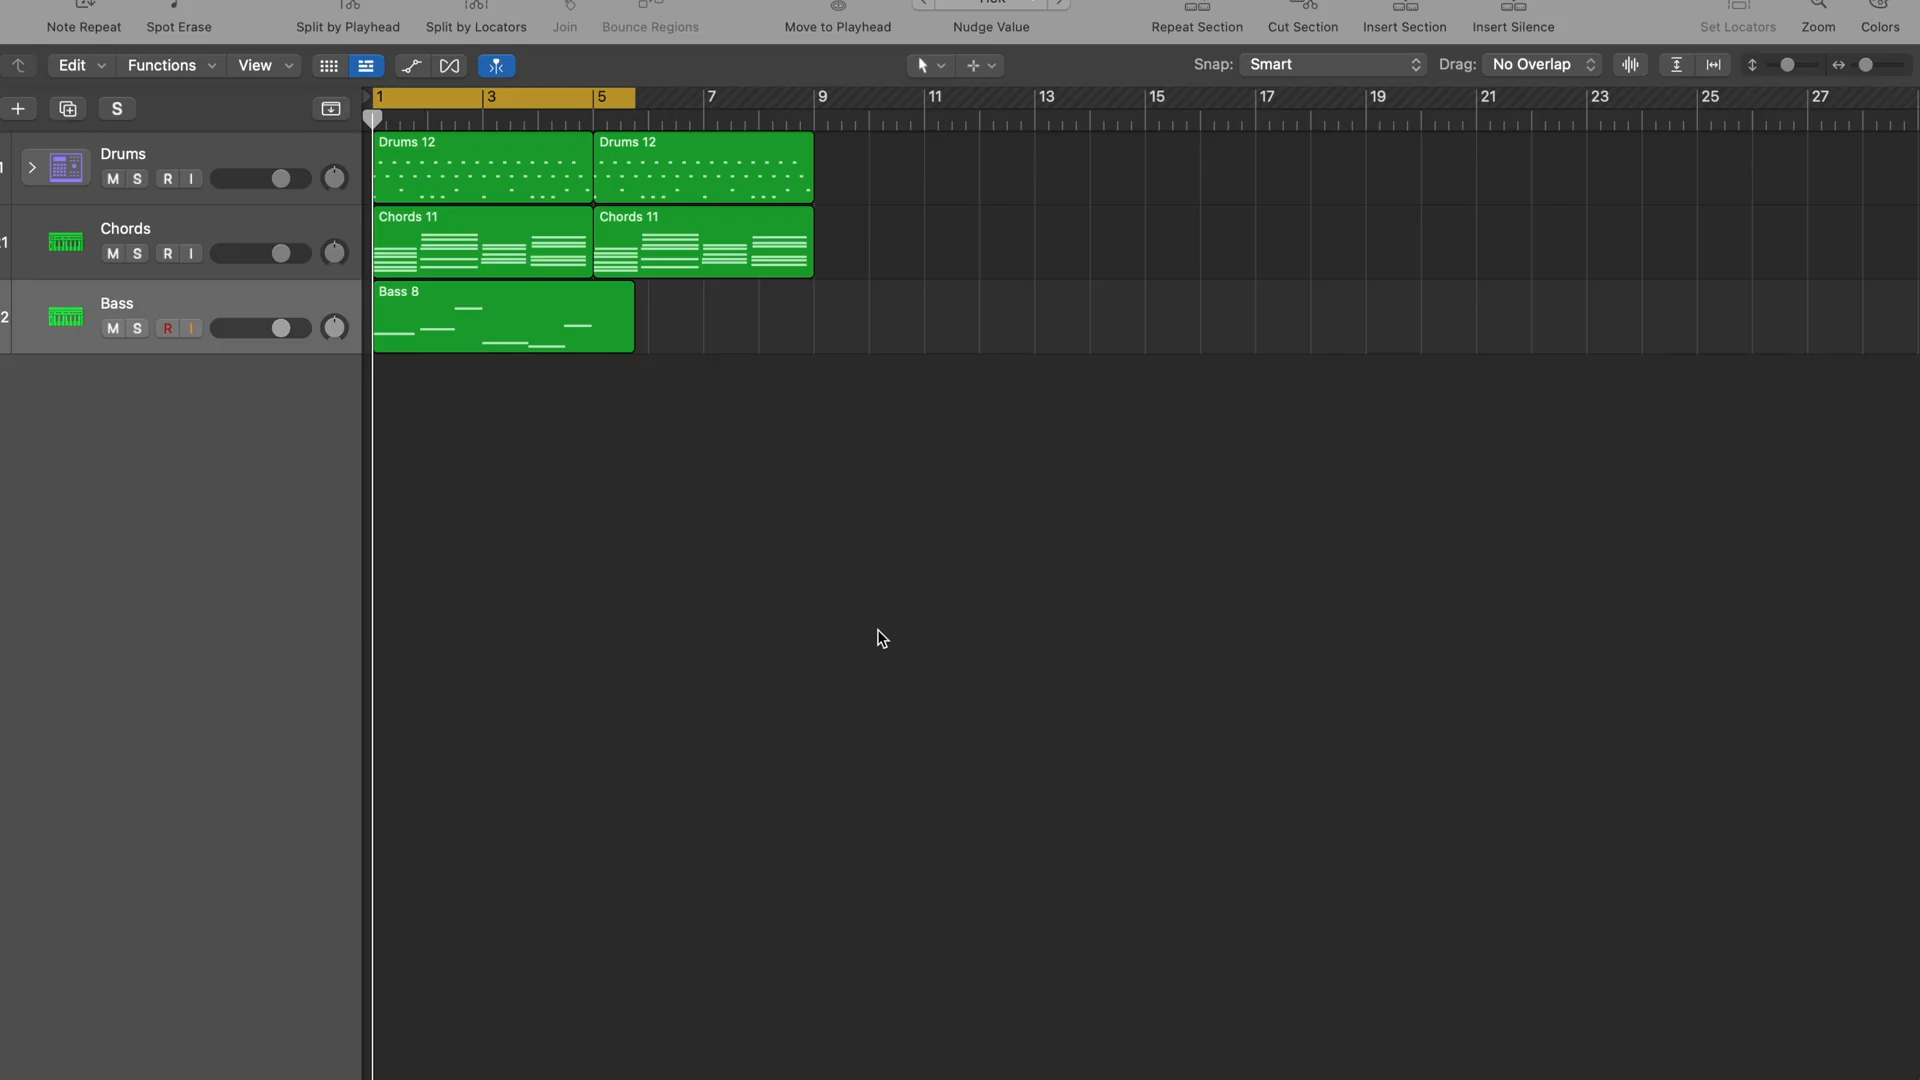 Note Repeat Spot Erase Split by Playhead Split by Locators Join Bounce Regions Move to Playhead Nudge Value Repeat Section Cut Section Insert Section Insert Silence Set Locators Zoom Colors
Edit Functions View Snap: Smart Drag: No Overlap
S 1 3 5 7 9 11 13 15 17 19 21 23 25 27
Drums Drums 12 Drums 12
M S R I
Chords Chords 11 Chords 11
M S R I
Bass Bass 8
M S R I